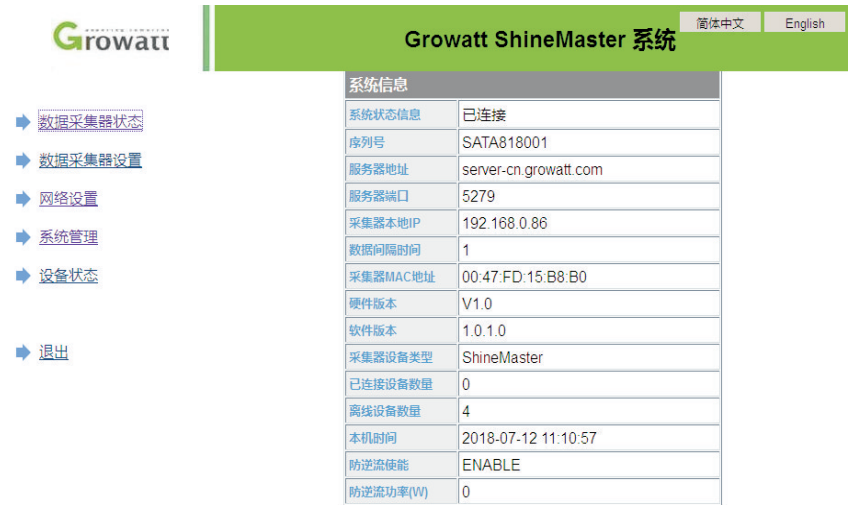 Growatt
Growatt ShineMaster 系统
简体中文 English
数据采集器状态
数据采集器设置
网络设置
系统管理
设备状态
退出
系统信息
系统状态信息 已连接
序列号 SATA818001
服务器地址 server-cn.growatt.com
服务器端口 5279
采集器本地IP 192.168.0.86
数据间隔时间 1
采集器MAC地址 00:47:FD:15:B8:B0
硬件版本 V1.0
软件版本 1.0.1.0
采集器设备类型 ShineMaster
已连接设备数量 0
离线设备数量 4
本机时间 2018-07-12 11:10:57
防逆流使能 ENABLE
防逆流功率(W) 0